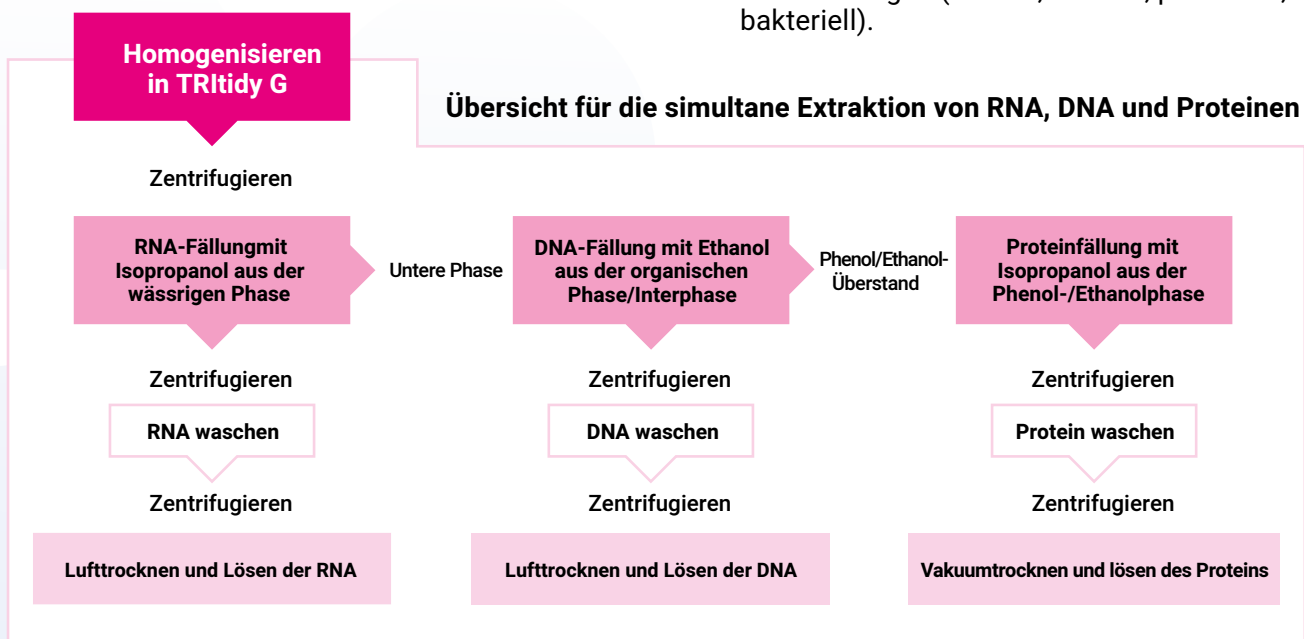 bakteriell).
Homogenisieren
in TRItidy G
Übersicht für die simultane Extraktion von RNA, DNA und Proteinen
Zentrifugieren
RNA-Fällungmit
Isopropanol aus der
wässrigen Phase
Untere Phase
DNA-Fällung mit Ethanol
aus der organischen
Phase/Interphase
Phenol/Ethanol-
Überstand
Proteinfällung mit
Isopropanol aus der
Phenol-/Ethanolphase
Zentrifugieren
Zentrifugieren
Zentrifugieren
RNA waschen
DNA waschen
Protein waschen
Zentrifugieren
Zentrifugieren
Zentrifugieren
Lufttrocknen und Lösen der RNA
Lufttrocknen und Lösen der DNA
Vakuumtrocknen und lösen des Proteins